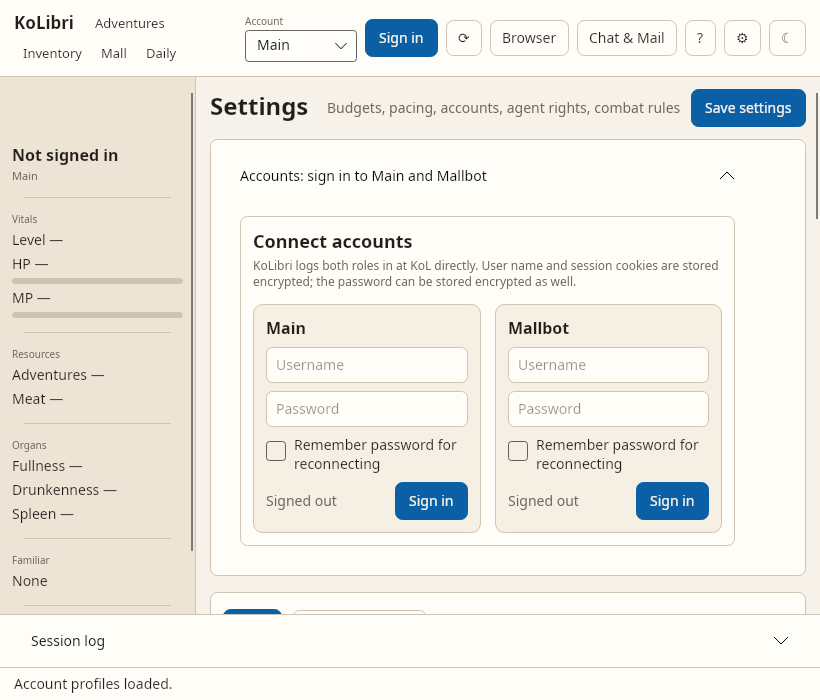 KoLibri
Adventures
Inventory
Mall
Daily
Account
Main
Sign in
Browser
Chat & Mail
?
Not signed in
Main
Vitals
Level —
HP —
MP —
Resources
Adventures —
Meat —
Organs
Fullness —
Drunkenness —
Spleen —
Familiar
None
Settings
Budgets, pacing, accounts, agent rights, combat rules
Save settings
Accounts: sign in to Main and Mallbot
Connect accounts
KoLibri logs both roles in at KoL directly. User name and session cookies are stored
encrypted; the password can be stored encrypted as well.
Main
Username
Password
Remember password for
reconnecting
Signed out
Sign in
Mallbot
Username
Password
Remember password for
reconnecting
Signed out
Sign in
Session log
Account profiles loaded.